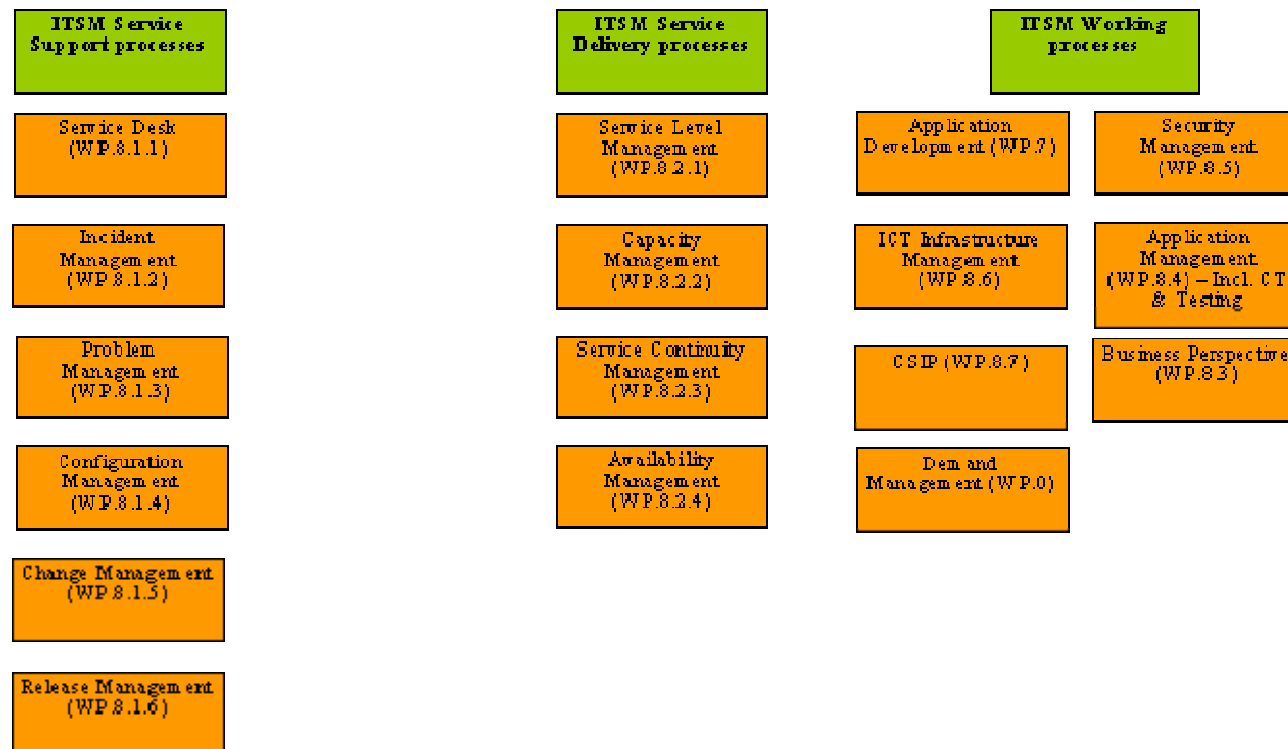 ITSM Service
Support processes
Service Desk
(WP.8.1.1)
Incident
Management
(WP.8.1.2)
Problem
Management
(WP.8.1.3)
Configuration
Management
(WP.8.1.4)
Change Management
(WP.8.1.5)
Release Management
(WP.8.1.6)
ITSM Service
Delivery processes
Service Level
Management
(WP.8.2.1)
Capacity
Management
(WP.8.2.2)
Service Continuity
Management
(WP.8.2.3)
Availability
Management
(WP.8.2.4)
ITSM Working
processes
Application
Development (WP.7)
ICT Infrastructure
Management
(WP.8.6)
CSIP (WP.8.7)
Demand
Management (WP.0)
Security
Management
(WP.8.5)
Application
Management
(WP.8.4) – Incl. CT
& Testing
Business Perspective
(WP.8.3)